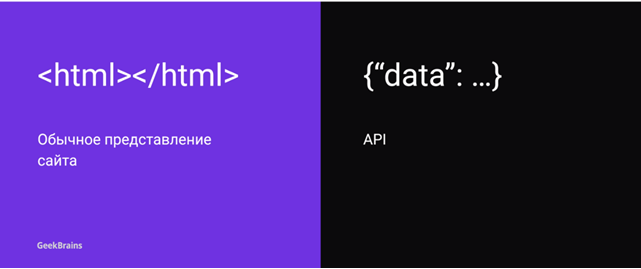 <html></html>
Обычное представление
сайта
GeekBrains
{“data”: ...}
API